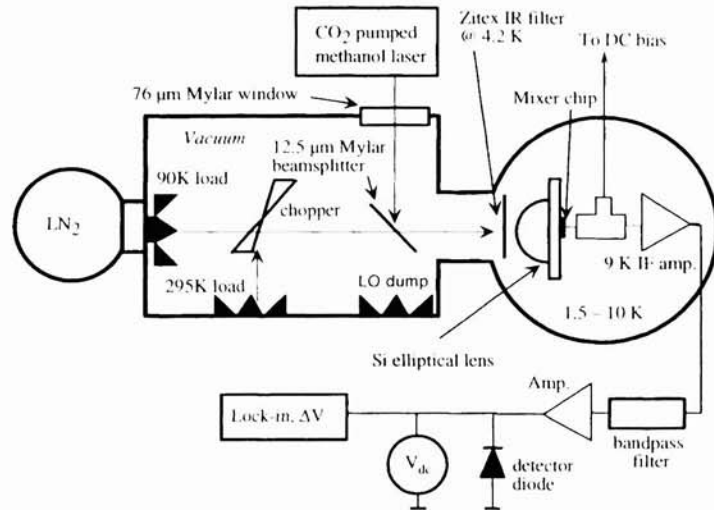 CO2 pumped
methanol laser
Zitex IR filter
@ 4.2 K
To DC bias
76 µm Mylar window
Mixer chip
Vacuum
12.5 µm Mylar
beamsplitter
90K load
chopper
LN2
9 K IF amp.
295K load
LO dump
1.5 – 10 K
Si elliptical lens
Amp.
Lock-in, ΔV
Vdc
detector
diode
bandpass
filter